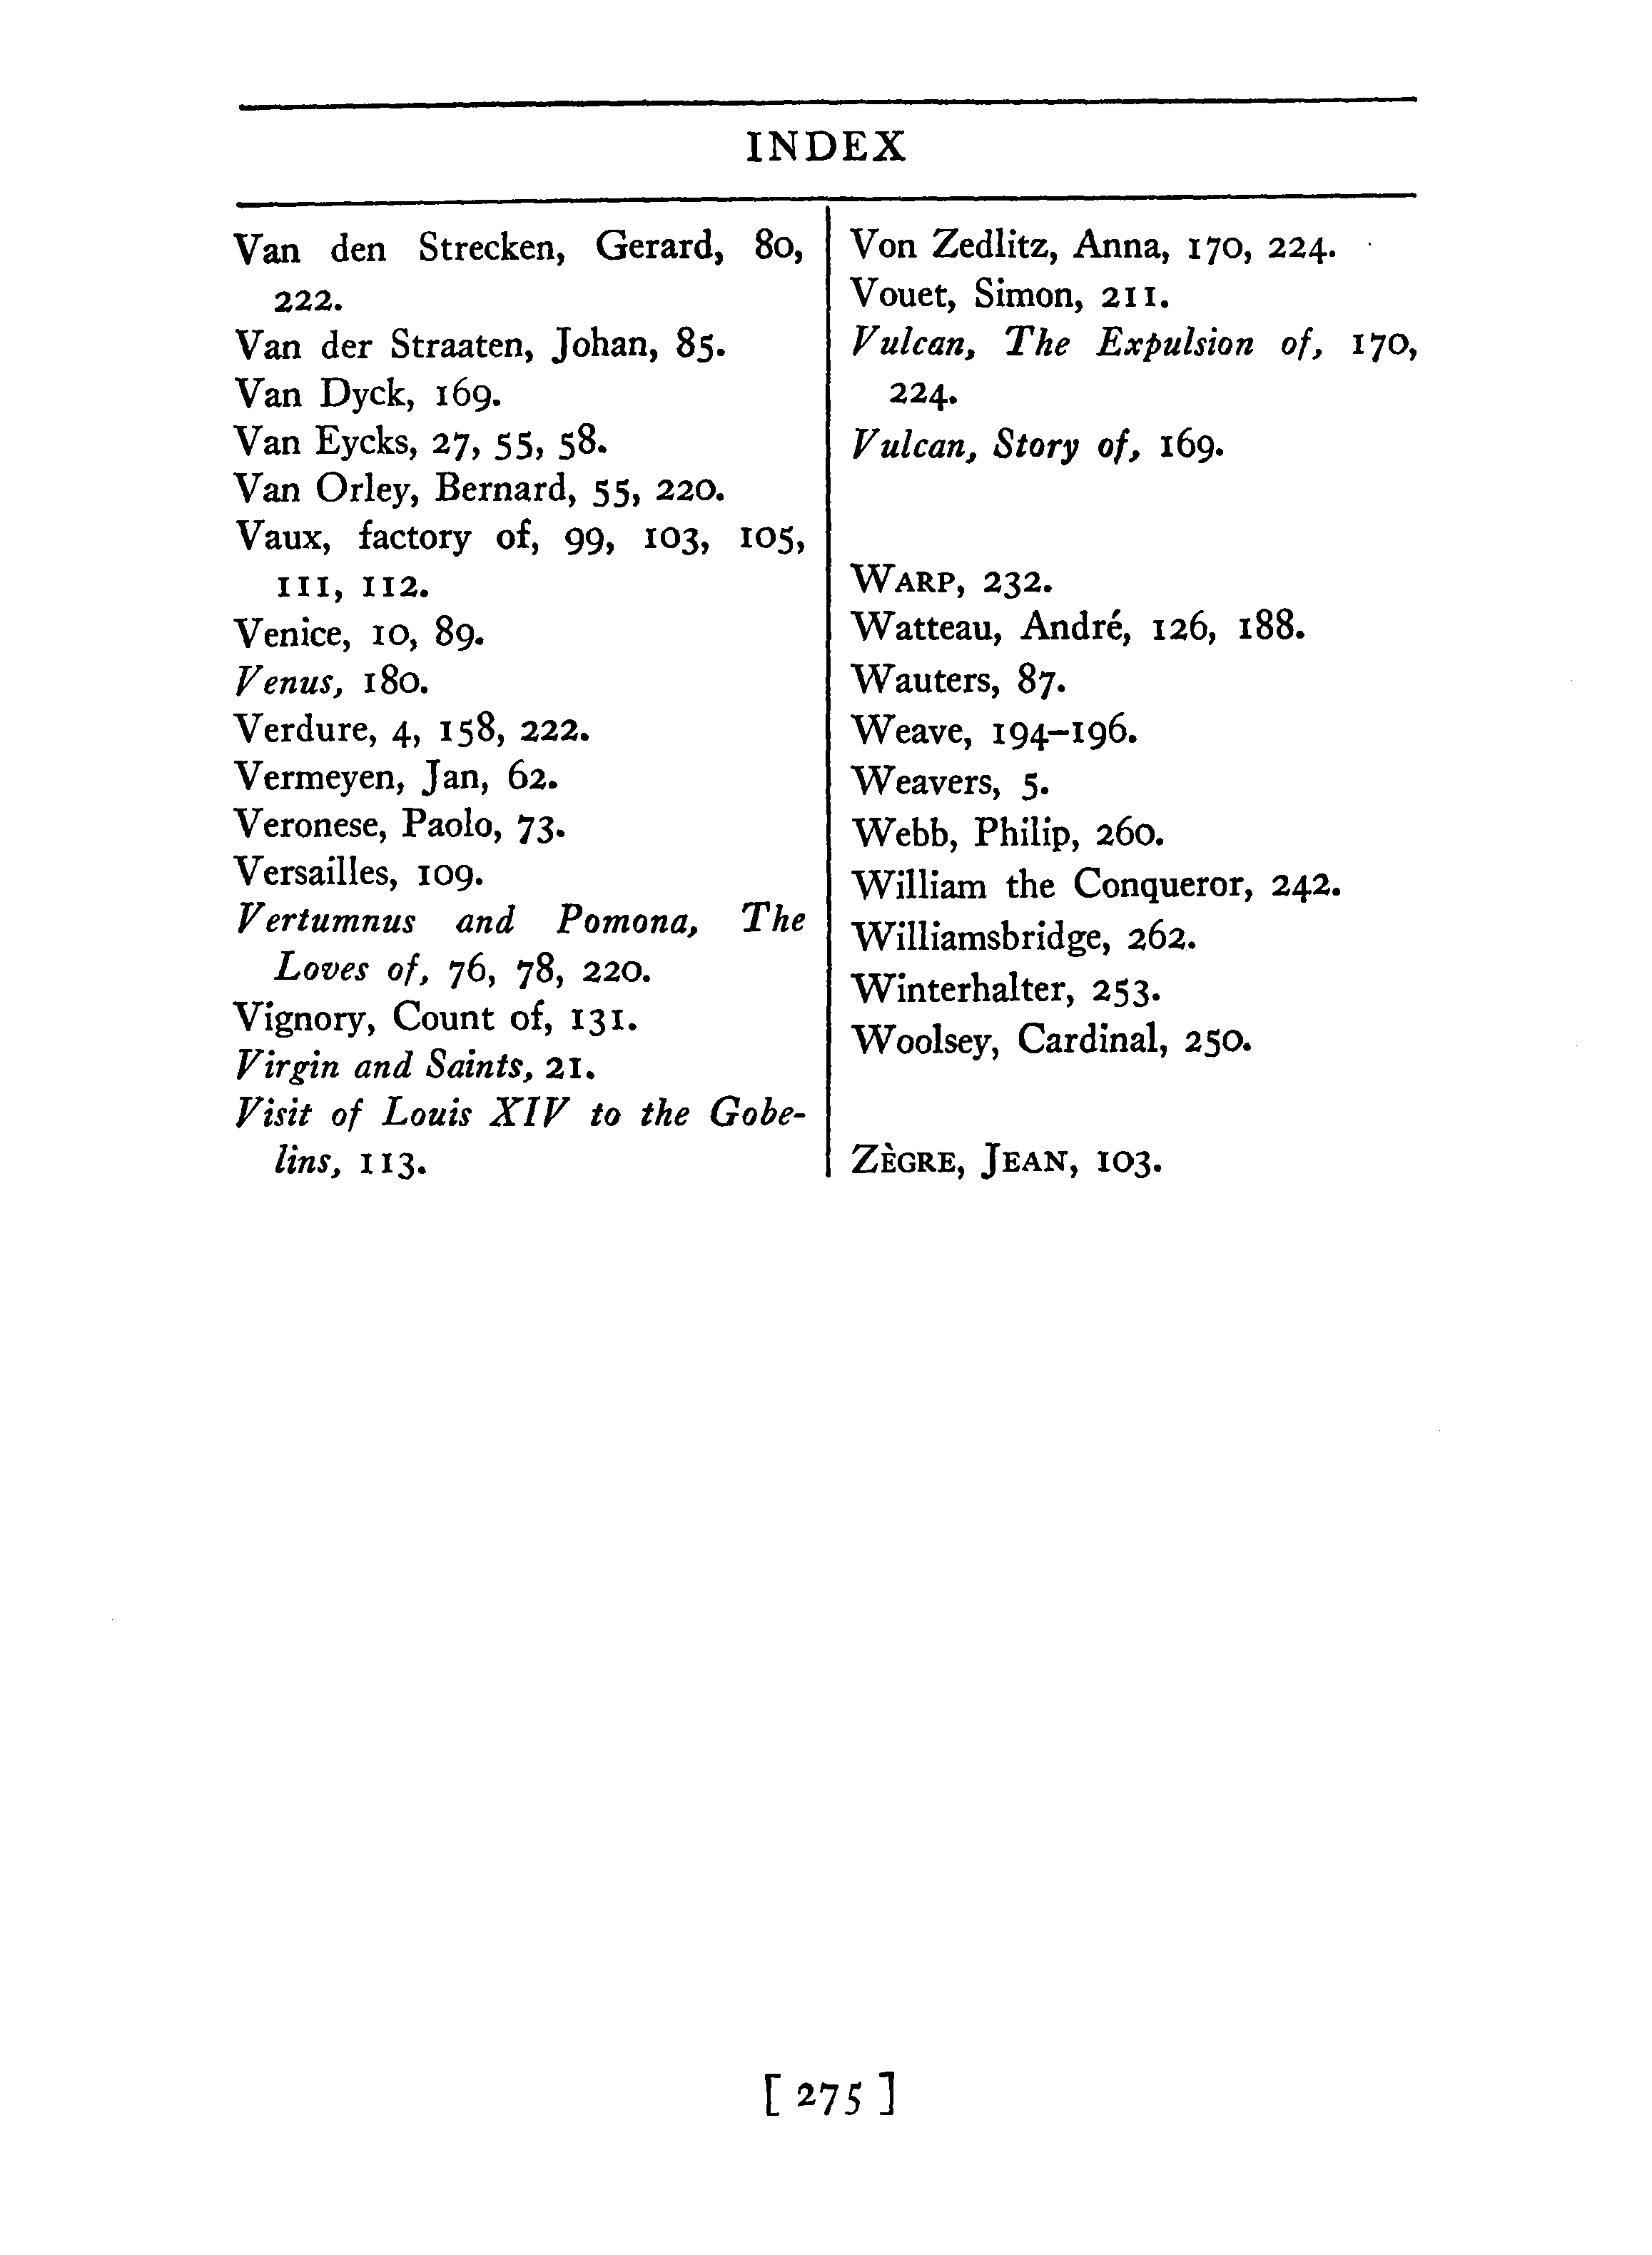 INDEX
Van den Strecken, Gerard, 80,
222.
Van der Straaten, Johan, 85.
Van Dyck, 169.
Van Eycks, 27, 55, 58.
Van Orley, Bernard, 55, 220.
Vaux, factory of, 99, 103, 105,
111, 112.
Venice, 10, 89.
Venus, 180.
Verdure, 4, 158, 222.
Vermeyen, Jan, 62.
Veronese, Paolo, 73.
Versailles, 109.
Vertumnus and Pomona, The
Loves of, 76, 78, 220.
Vignory, Count of, 131.
Virgin and Saints, 21.
Visit of Louis XIV to the Gobe-
lins, 113.
Von Zedlitz, Anna, 170, 224.
Vouet, Simon, 211.
Vulcan, The Expulsion of, 170,
224.
Vulcan, Story of, 169.
WARP, 232.
Watteau, André, 126, 188.
Wauters, 87.
Weave, 194–196.
Weavers, 5.
Webb, Philip, 260.
William the Conqueror, 242.
Williamsbridge, 262.
Winterhalter, 253.
Woolsey, Cardinal, 250.
ZÈGRE, JEAN, 103.
[ 275 ]